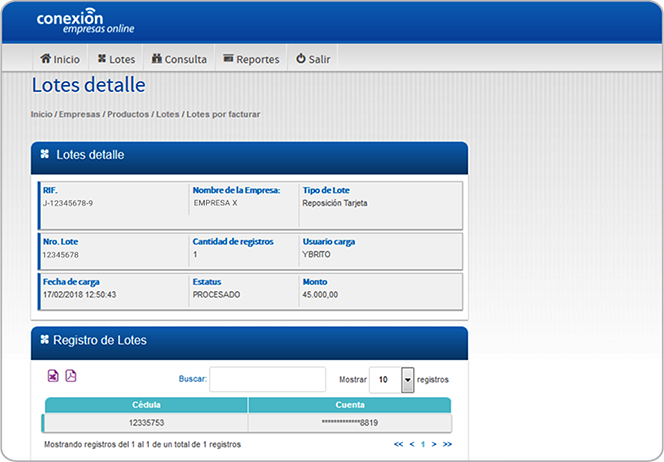 conexión
empresas online
Inicio Lotes Consulta Reportes Salir
Lotes detalle
Inicio / Empresas / Productos / Lotes / Lotes por facturar
Lotes detalle
RIF. Nombre de la Empresa: Tipo de Lote
J-12345678-9 EMPRESA X Reposición Tarjeta
Nro. Lote Cantidad de registros Usuario carga
12345678 1 YBRITO
Fecha de carga Estatus Monto
17/02/2018 12:50:43 PROCESADO 45.000,00
Registro de Lotes
Buscar: Mostrar 10 registros
Cédula Cuenta
12335753 *************8819
Mostrando registros del 1 al 1 de un total de 1 registros << < 1 > >>